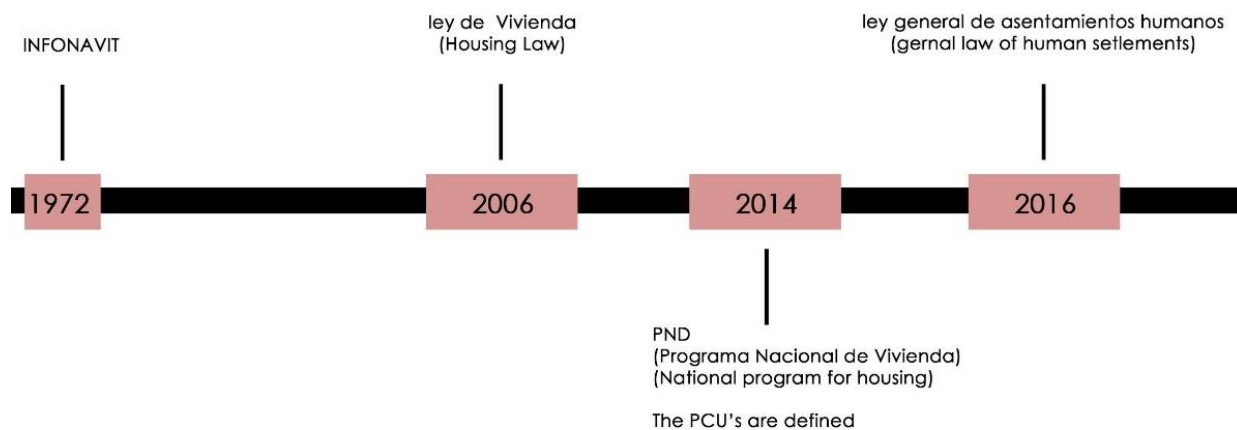 INFONAVIT
ley de Vivienda
(Housing Law)
ley general de asentamientos humanos
(gernal law of human setlements)
1972
2006
2014
2016
PND
(Programa Nacional de Vivienda)
(National program for housing)
The PCU's are defined